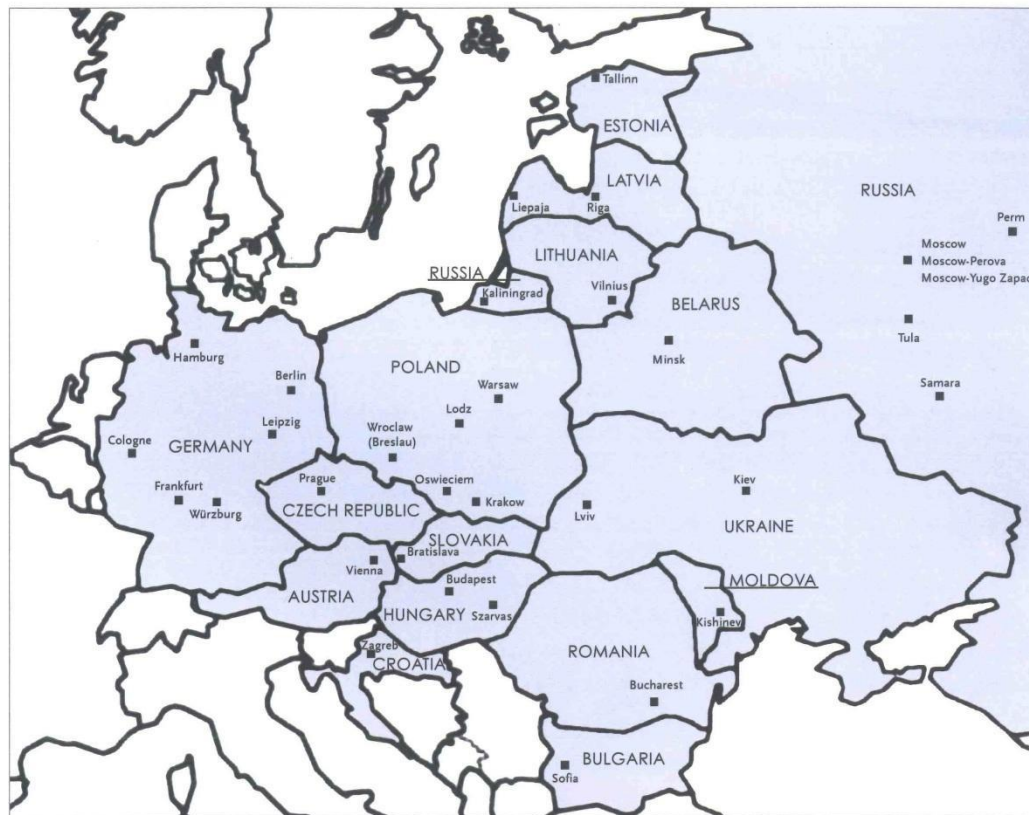 Tallinn
ESTONIA
LATVIA
RUSSIA
Liepaja
Riga
Perm
Moscow
Moscow-Perova
Moscow-Yugo Zapad
LITHUANIA
RUSSIA
Kaliningrad
Vilnius
BELARUS
Tula
Minsk
Hamburg
POLAND
Berlin
Warsaw
Samara
Lodz
Leipzig
Wroclaw
(Breslau)
Cologne
GERMANY
Frankfurt
Würzburg
Prague
Oswieciem
Kiev
CZECH REPUBLIC
Krakow
Lviv
UKRAINE
SLOVAKIA
Bratislava
Vienna
Budapest
MOLDOVA
AUSTRIA
HUNGARY
Szarvas
Kishinev
Zagreb
CROATIA
ROMANIA
Bucharest
BULGARIA
Sofia